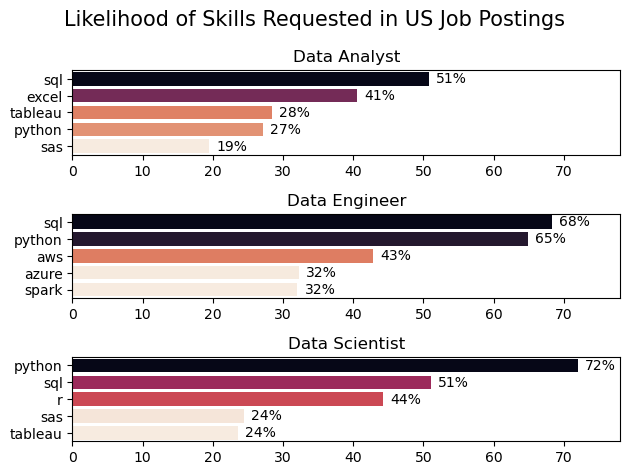 Likelihood of Skills Requested in US Job Postings
Data Analyst
sql 51%
excel 41%
tableau 28%
python 27%
sas 19%
0 10 20 30 40 50 60 70
Data Engineer
sql 68%
python 65%
aws 43%
azure 32%
spark 32%
0 10 20 30 40 50 60 70
Data Scientist
python 72%
sql 51%
r 44%
sas 24%
tableau 24%
0 10 20 30 40 50 60 70